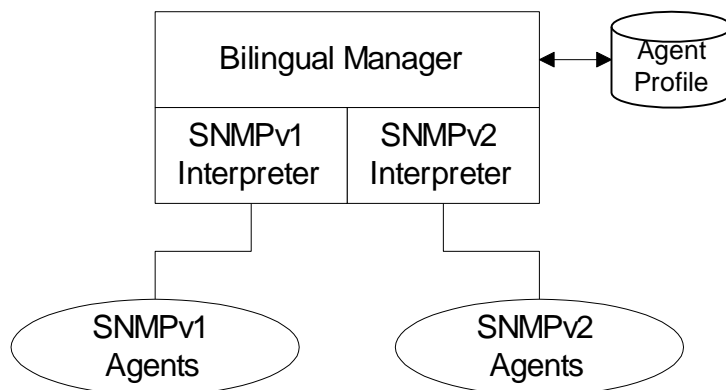 Bilingual Manager
Agent
Profile
SNMPv1
Interpreter
SNMPv2
Interpreter
SNMPv1
Agents
SNMPv2
Agents